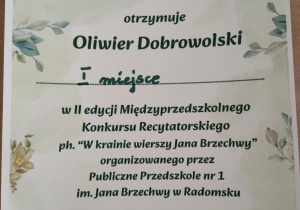 otrzymuje
Oliwier Dobrowolski
I miejsce
w II edycji Międzyprzedszkolnego
Konkursu Recytatorskiego
ph. "W krainie wierszy Jana Brzechwy"
organizowanego przez
Publiczne Przedszkole nr 1
im. Jana Brzechwy w Radomsku